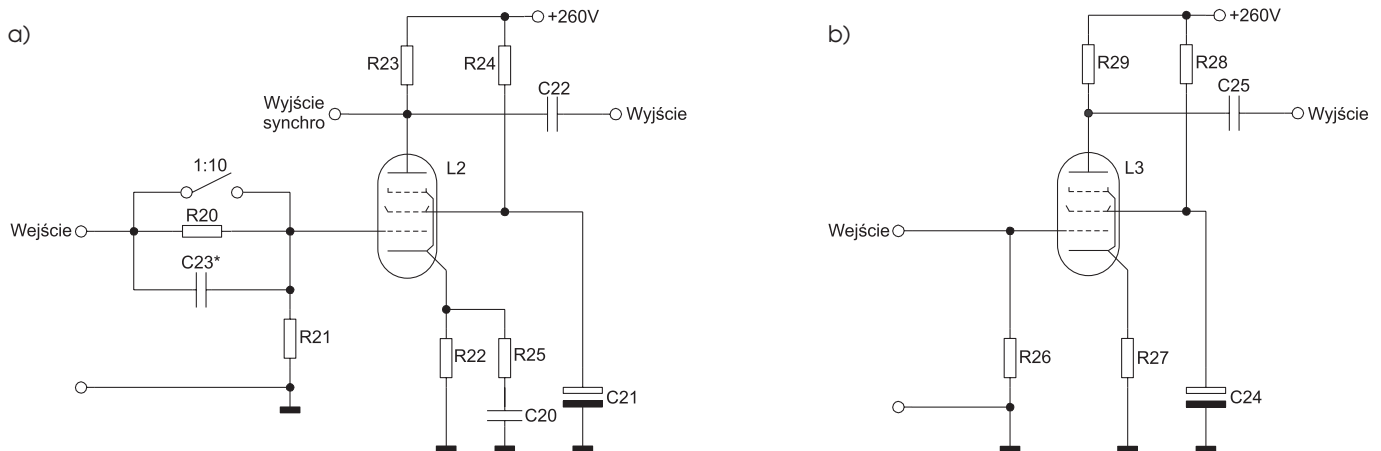 a)
+260V
R23
R24
C22
Wyjście
synchro
Wyjście
L2
1:10
R20
Wejście
C23*
R21
R22
R25
C21
C20
b)
+260V
R29
R28
C25
Wyjście
L3
Wejście
R26
R27
C24